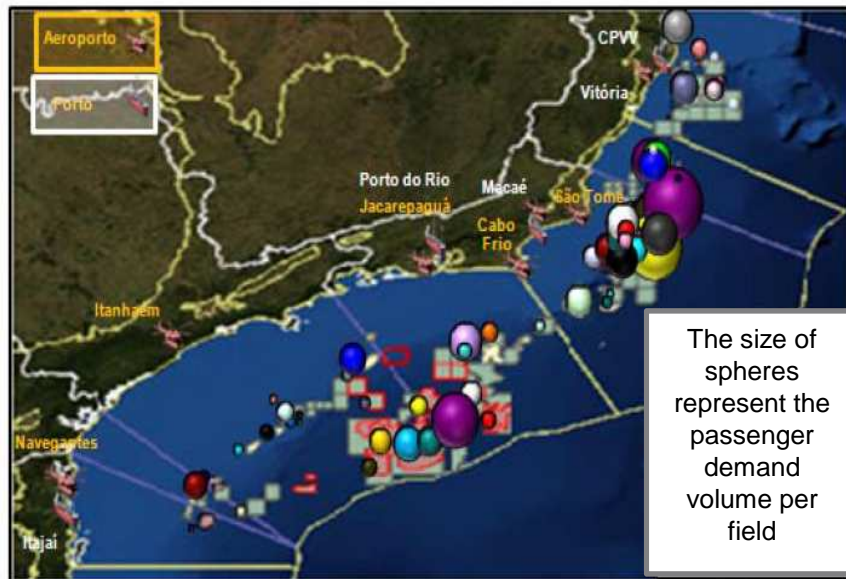 Aeroporto
Porto
CPVV
Vitória
Porto do Rio
Jacarepaguá
Macaé
São Tomé
Cabo
Frio
Itanhaém
Navegantes
Itajaí
The size of
spheres
represent the
passenger
demand
volume per
field